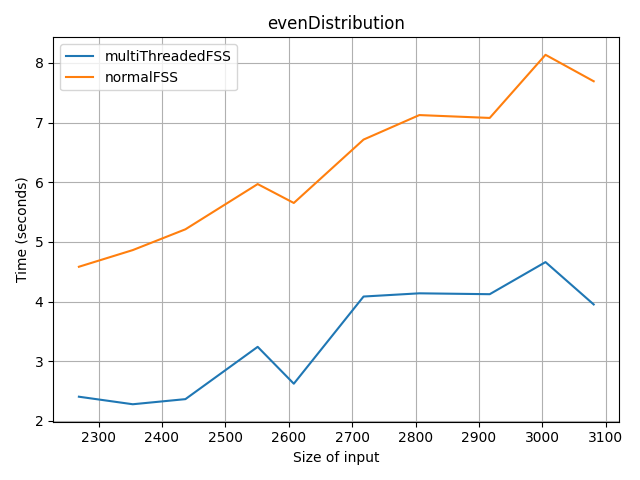 evenDistribution
multiThreadedFSS
normalFSS
Time (seconds)
8
7
6
5
4
3
2
2300 2400 2500 2600 2700 2800 2900 3000 3100
Size of input